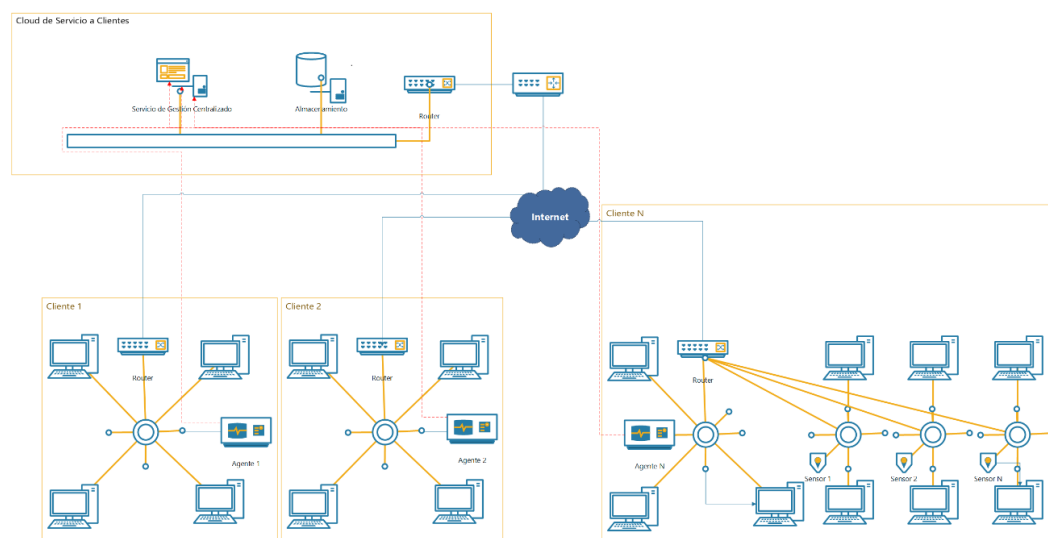 Cloud de Servicio a Clientes
Servicio de Gestión Centralizado
Almacenamiento
Router
Internet
Cliente N
Cliente 1
Cliente 2
Router
Router
Router
Agente 1
Agente 2
Agente N
Sensor 1
Sensor 2
Sensor N